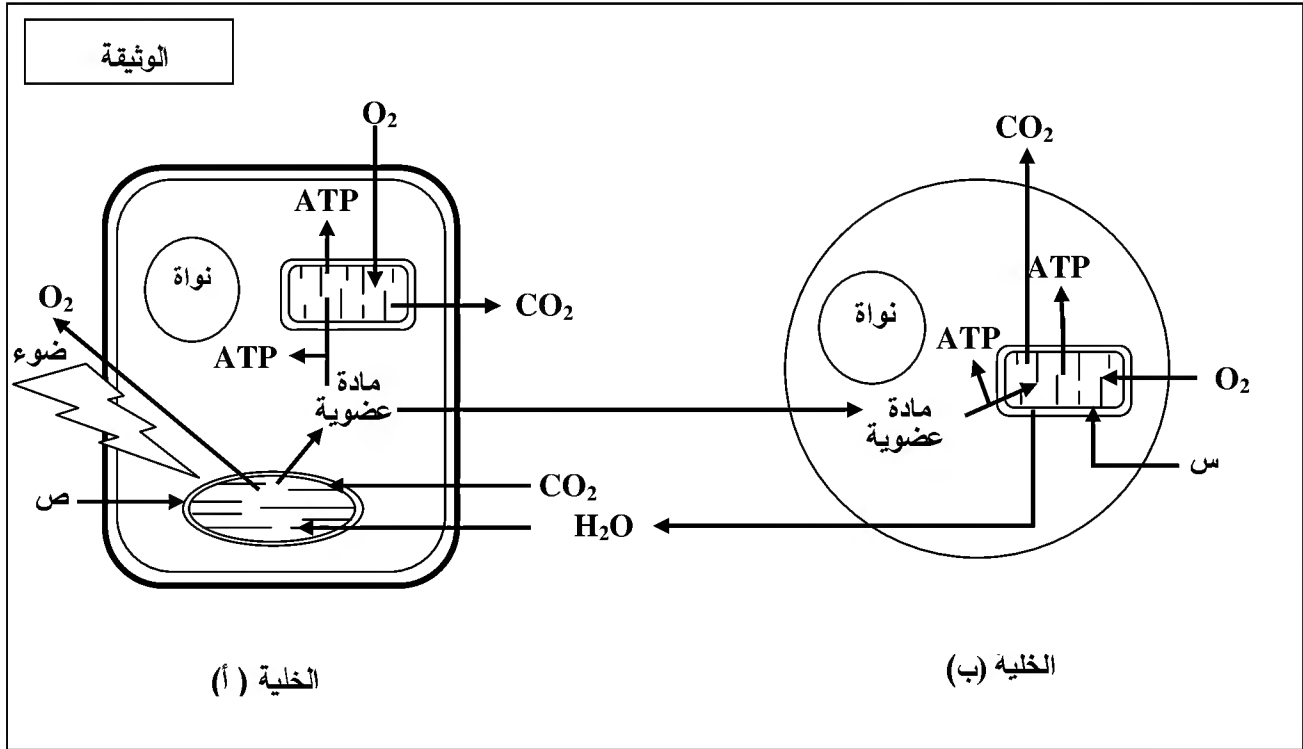 الوثيقة
O₂
ATP
نواة
CO₂
ATP
O₂
ضوء
مادة
عضوية
ص
CO₂
H₂O
الخلية ( أ )
CO₂
ATP
نواة
ATP
O₂
مادة
عضوية
س
الخلية (ب)